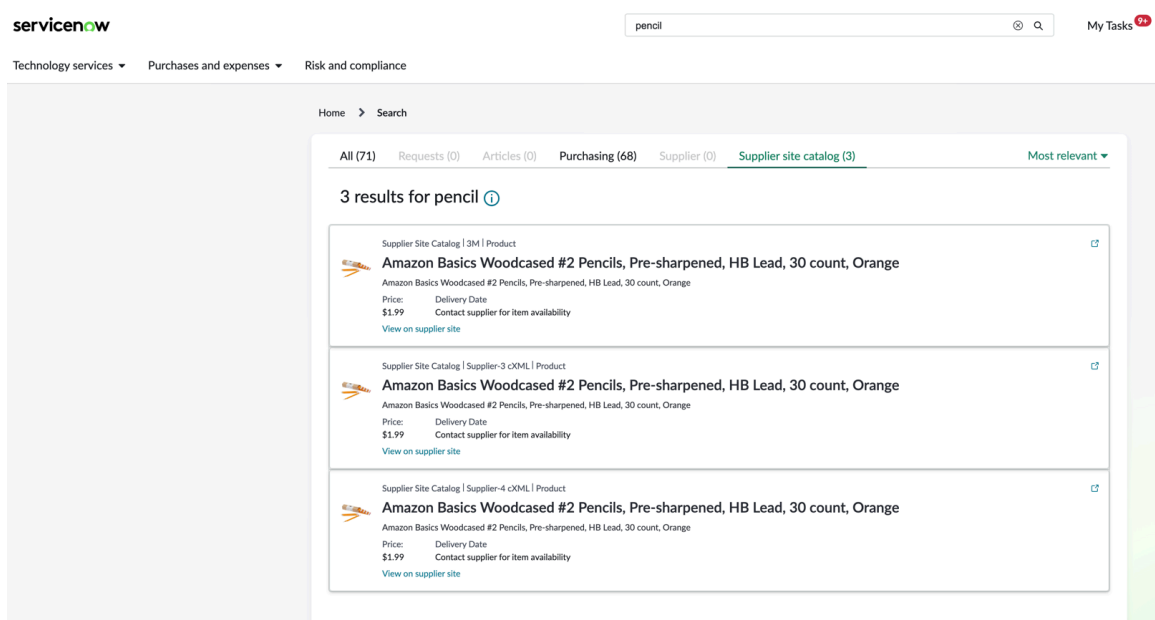 servicenow
pencil
My Tasks 9+
Technology services Purchases and expenses Risk and compliance
Home > Search
All (71) Requests (0) Articles (0) Purchasing (68) Supplier (0) Supplier site catalog (3) Most relevant
3 results for pencil
Supplier Site Catalog | 3M | Product
Amazon Basics Woodcased #2 Pencils, Pre-sharpened, HB Lead, 30 count, Orange
Amazon Basics Woodcased #2 Pencils, Pre-sharpened, HB Lead, 30 count, Orange
Price: Delivery Date
$1.99 Contact supplier for item availability
View on supplier site
Supplier Site Catalog | Supplier-3 cXML | Product
Amazon Basics Woodcased #2 Pencils, Pre-sharpened, HB Lead, 30 count, Orange
Amazon Basics Woodcased #2 Pencils, Pre-sharpened, HB Lead, 30 count, Orange
Price: Delivery Date
$1.99 Contact supplier for item availability
View on supplier site
Supplier Site Catalog | Supplier-4 cXML | Product
Amazon Basics Woodcased #2 Pencils, Pre-sharpened, HB Lead, 30 count, Orange
Amazon Basics Woodcased #2 Pencils, Pre-sharpened, HB Lead, 30 count, Orange
Price: Delivery Date
$1.99 Contact supplier for item availability
View on supplier site